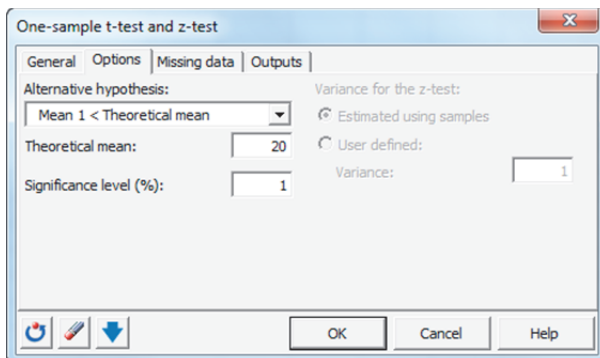 One-sample t-test and z-test
General Options Missing data Outputs
Alternative hypothesis:
Mean 1 < Theoretical mean
Theoretical mean: 20
Significance level (%): 1
Variance for the z-test:
Estimated using samples
User defined:
Variance: 1
OK Cancel Help